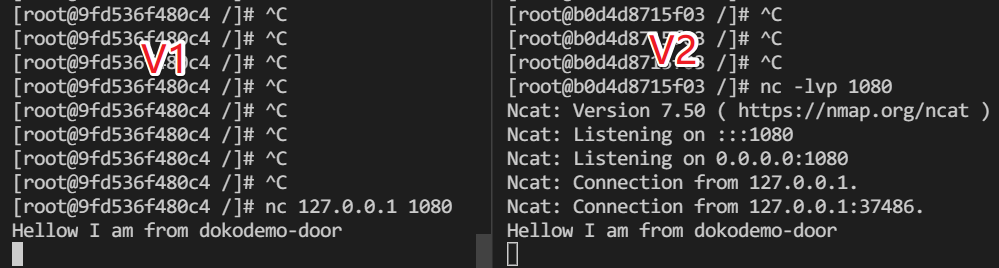 [root@9fd536f480c4 /]# ^C
[root@9fd536f480c4 /]# ^C
[root@9fd536f480c4 /]# ^C
[root@9fd536f480c4 /]# ^C
[root@9fd536f480c4 /]# ^C
[root@9fd536f480c4 /]# ^C
[root@9fd536f480c4 /]# ^C
[root@9fd536f480c4 /]# ^C
[root@9fd536f480c4 /]# nc 127.0.0.1 1080
Hellow I am from dokodemo-door
V1
[root@b0d4d8715f03 /]# ^C
[root@b0d4d8715f03 /]# ^C
[root@b0d4d8715f03 /]# ^C
[root@b0d4d8715f03 /]# nc -lvp 1080
Ncat: Version 7.50 ( https://nmap.org/ncat )
Ncat: Listening on :::1080
Ncat: Listening on 0.0.0.0:1080
Ncat: Connection from 127.0.0.1.
Ncat: Connection from 127.0.0.1:37486.
Hellow I am from dokodemo-door
V2